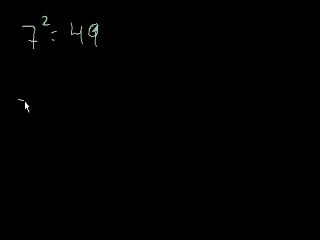 7² = 49